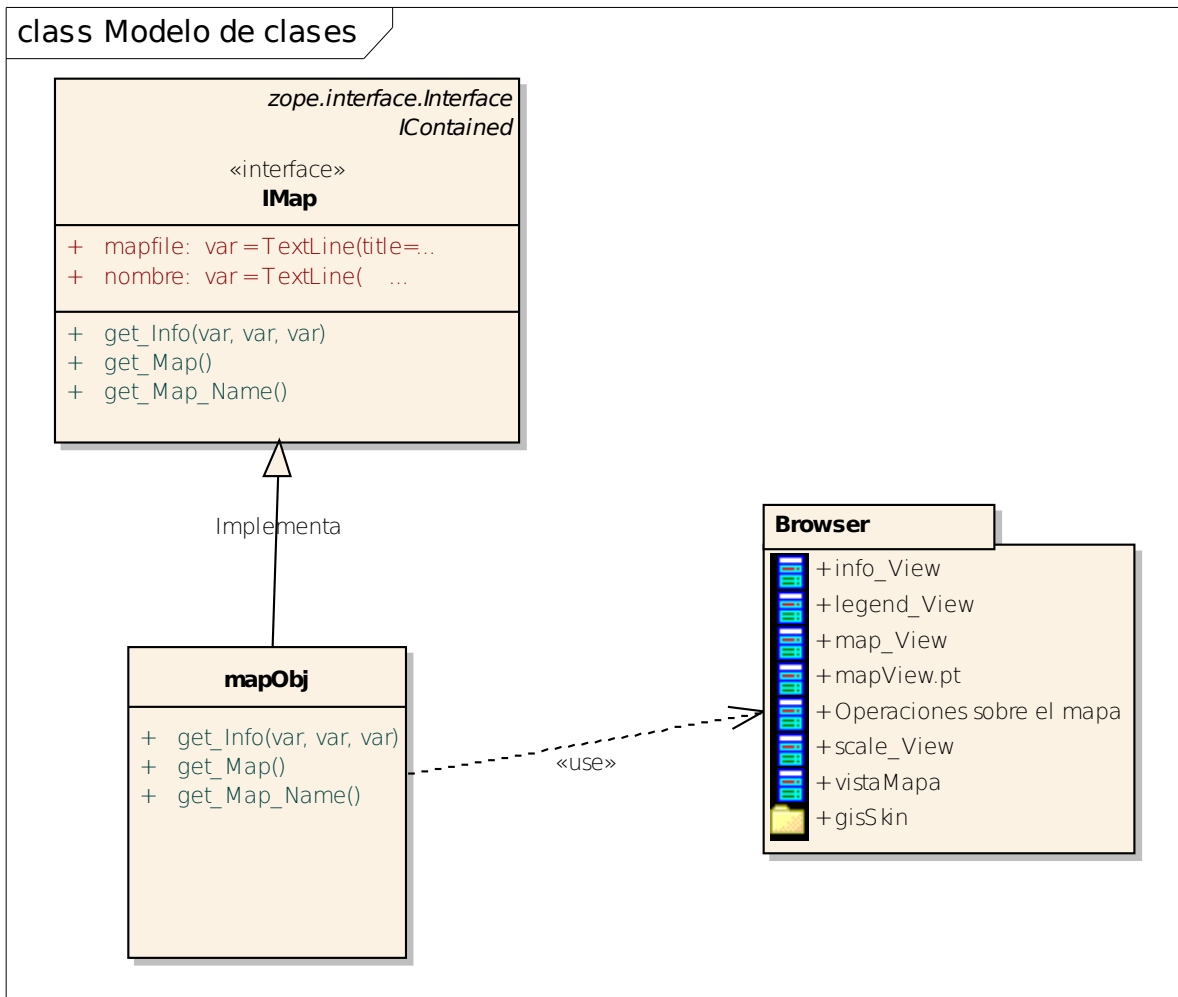 class Modelo de clases
zope.interface.Interface
IContained
«interface»
IMap
+ mapfile: var = TextLine(title=...
+ nombre: var = TextLine( ...
+ get_Info(var, var, var)
+ get_Map()
+ get_Map_Name()
Implementa
mapObj
+ get_Info(var, var, var)
+ get_Map()
+ get_Map_Name()
«use»
Browser
+ info_View
+ legend_View
+ map_View
+ mapView.pt
+ Operaciones sobre el mapa
+ scale_View
+ vistaMapa
+ gisSkin